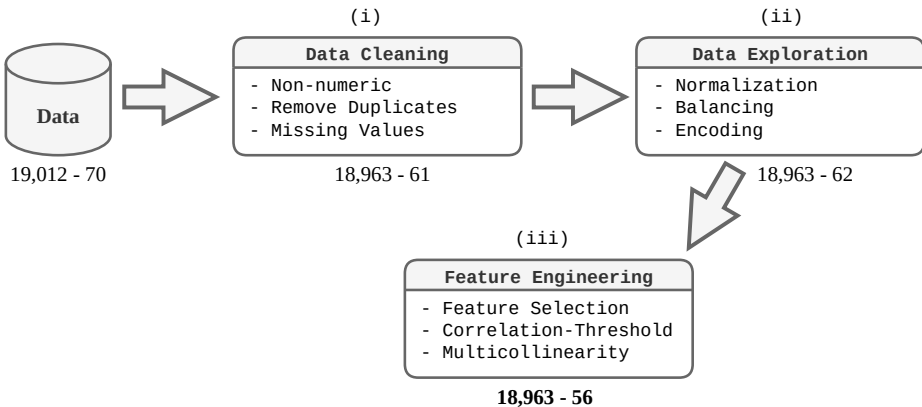 (i)
(ii)
Data Cleaning
Data Exploration
Data
- Non-numeric
- Remove Duplicates
- Missing Values
- Normalization
- Balancing
- Encoding
19,012 - 70
18,963 - 61
18,963 - 62
(iii)
Feature Engineering
- Feature Selection
- Correlation-Threshold
- Multicollinearity
18,963 - 56